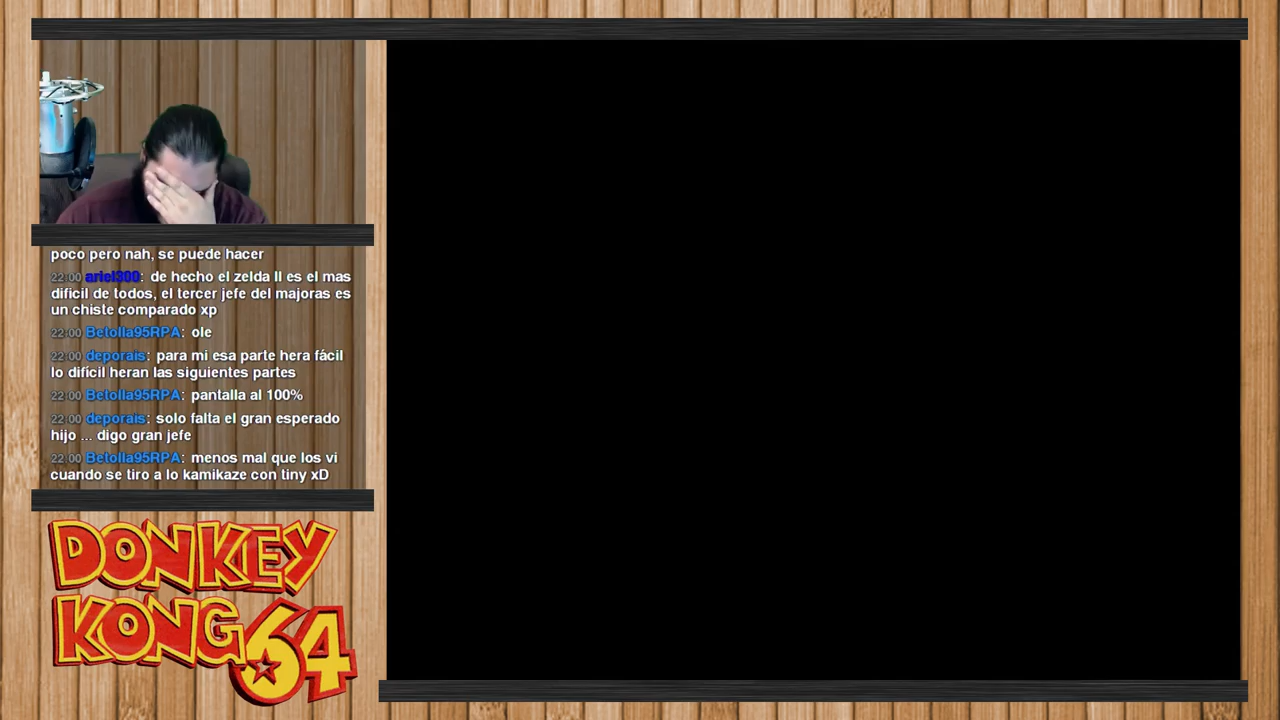 poco pero nah, se puede hacer
22:00 ariel300: de hecho el zelda II es el mas
dificil de todos, el tercer jefe del majoras es
un chiste comparado xp
22:00 Betolla95RPA: ole
22:00 deporais: para mi esa parte hera fácil
lo difícil heran las siguientes partes
22:00 Betolla95RPA: pantalla al 100%
22:00 deporais: solo falta el gran esperado
hijo ... digo gran jefe
22:00 Betolla95RPA: menos mal que los vi
cuando se tiro a lo kamikaze con tiny xD
DONKEY
KONG 64